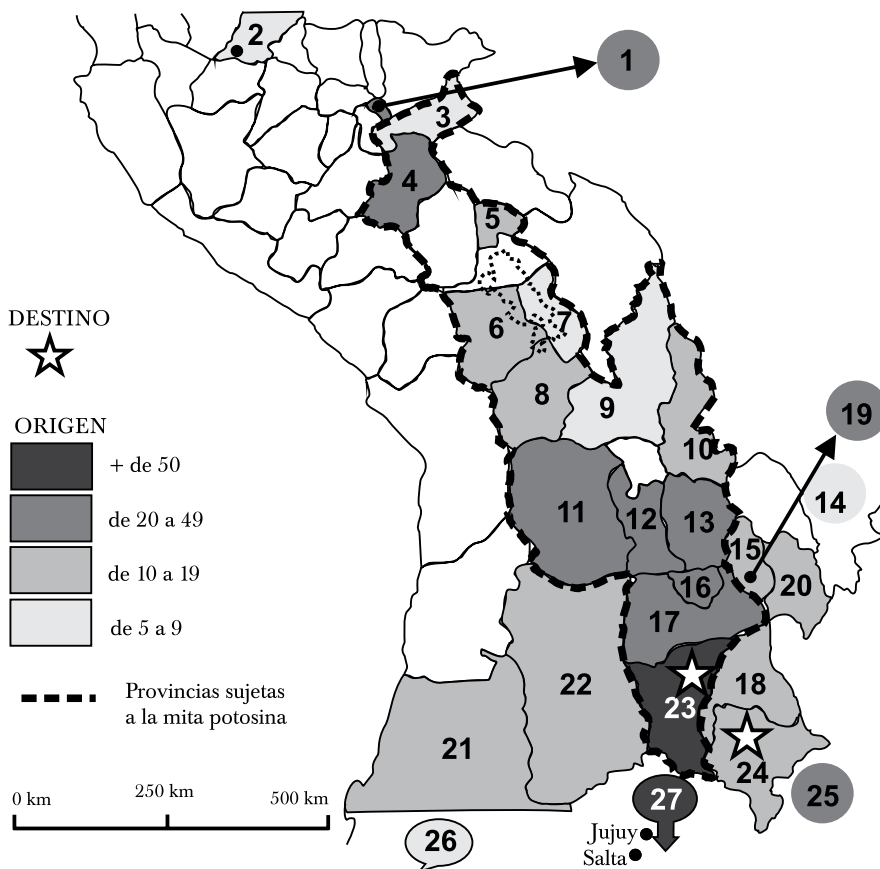 2
1
3
4
5
6
7
8
9
10
19
14
11
12
13
15
16
20
17
22
18
23
21
24
25
27
26
Jujuy
Salta
DESTINO
ORIGEN
+ de 50
de 20 a 49
de 10 a 19
de 5 a 9
Provincias sujetas
a la mita potosina
0 km
250 km
500 km